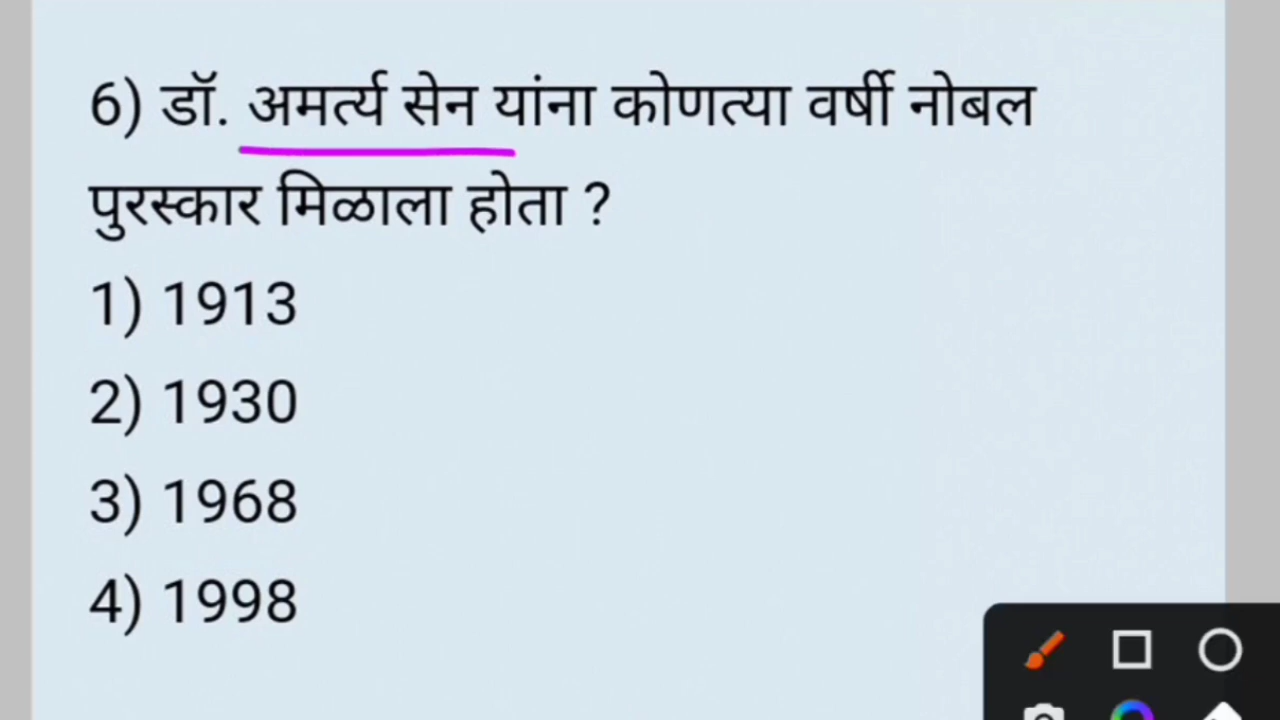 6) डॉ. अमर्त्य सेन यांना कोणत्या वर्षी नोबल
पुरस्कार मिळाला होता ?
1) 1913
2) 1930
3) 1968
4) 1998